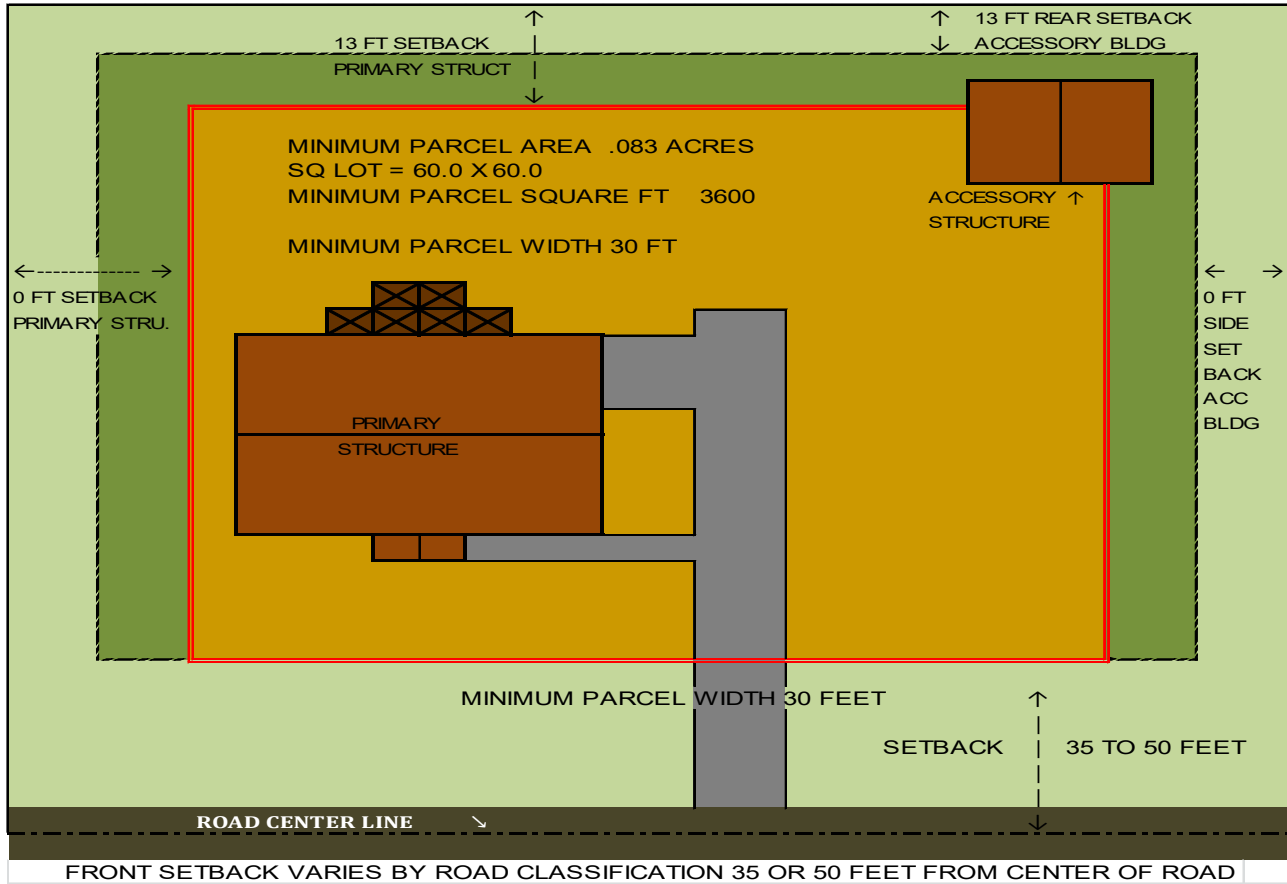 13 FT SETBACK
PRIMARY STRUCT
13 FT REAR SETBACK
ACCESSORY BLDG
MINIMUM PARCEL AREA .083 ACRES
SQ LOT = 60.0 X 60.0
MINIMUM PARCEL SQUARE FT 3600
MINIMUM PARCEL WIDTH 30 FT
ACCESSORY ↑
STRUCTURE
0 FT SETBACK
PRIMARY STRU.
0 FT
SIDE
SET
BACK
ACC
BLDG
PRIMARY
STRUCTURE
MINIMUM PARCEL WIDTH 30 FEET
SETBACK 35 TO 50 FEET
ROAD CENTER LINE ↘
FRONT SETBACK VARIES BY ROAD CLASSIFICATION 35 OR 50 FEET FROM CENTER OF ROAD